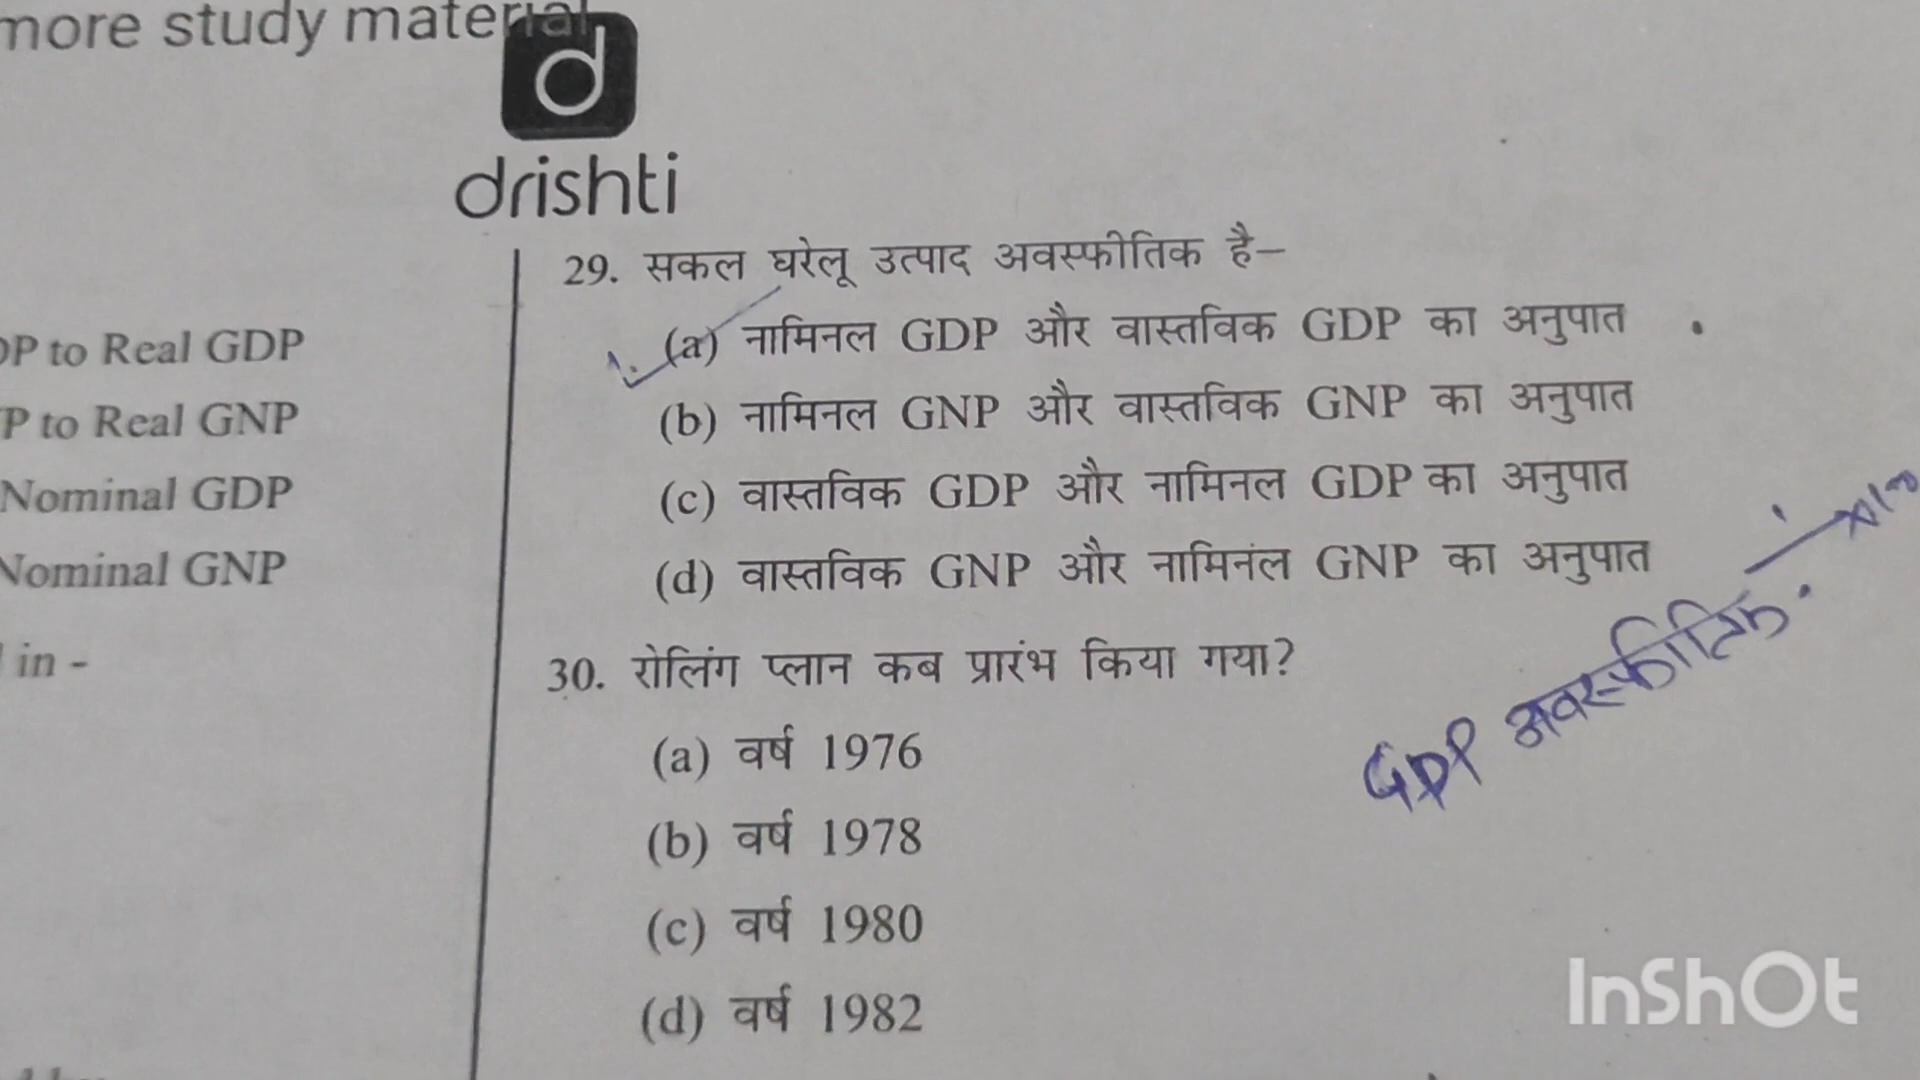 more study material
d
drishti
29. सकल घरेलू उत्पाद अवस्फीतिक है–
(a) नामिनल GDP और वास्तविक GDP का अनुपात
(b) नामिनल GNP और वास्तविक GNP का अनुपात
(c) वास्तविक GDP और नामिनल GDP का अनुपात
(d) वास्तविक GNP और नामिनंल GNP का अनुपात
30. रोलिंग प्लान कब प्रारंभ किया गया?
(a) वर्ष 1976
(b) वर्ष 1978
(c) वर्ष 1980
(d) वर्ष 1982
P to Real GDP
P to Real GNP
Nominal GDP
Nominal GNP
in -
GDP अवस्फीतिक
InShOt